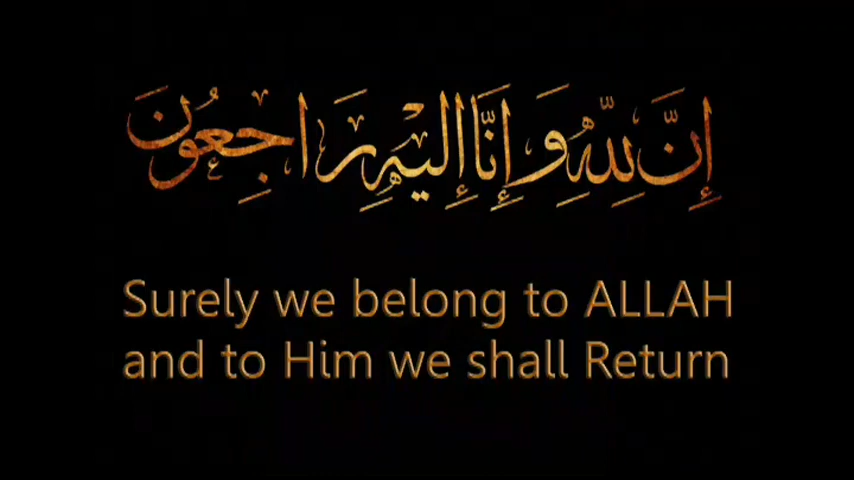 إِنَّ لِلّٰهِ وَإِنَّا إِلَيْهِ رَاجِعُونَ
Surely we belong to ALLAH
and to Him we shall Return